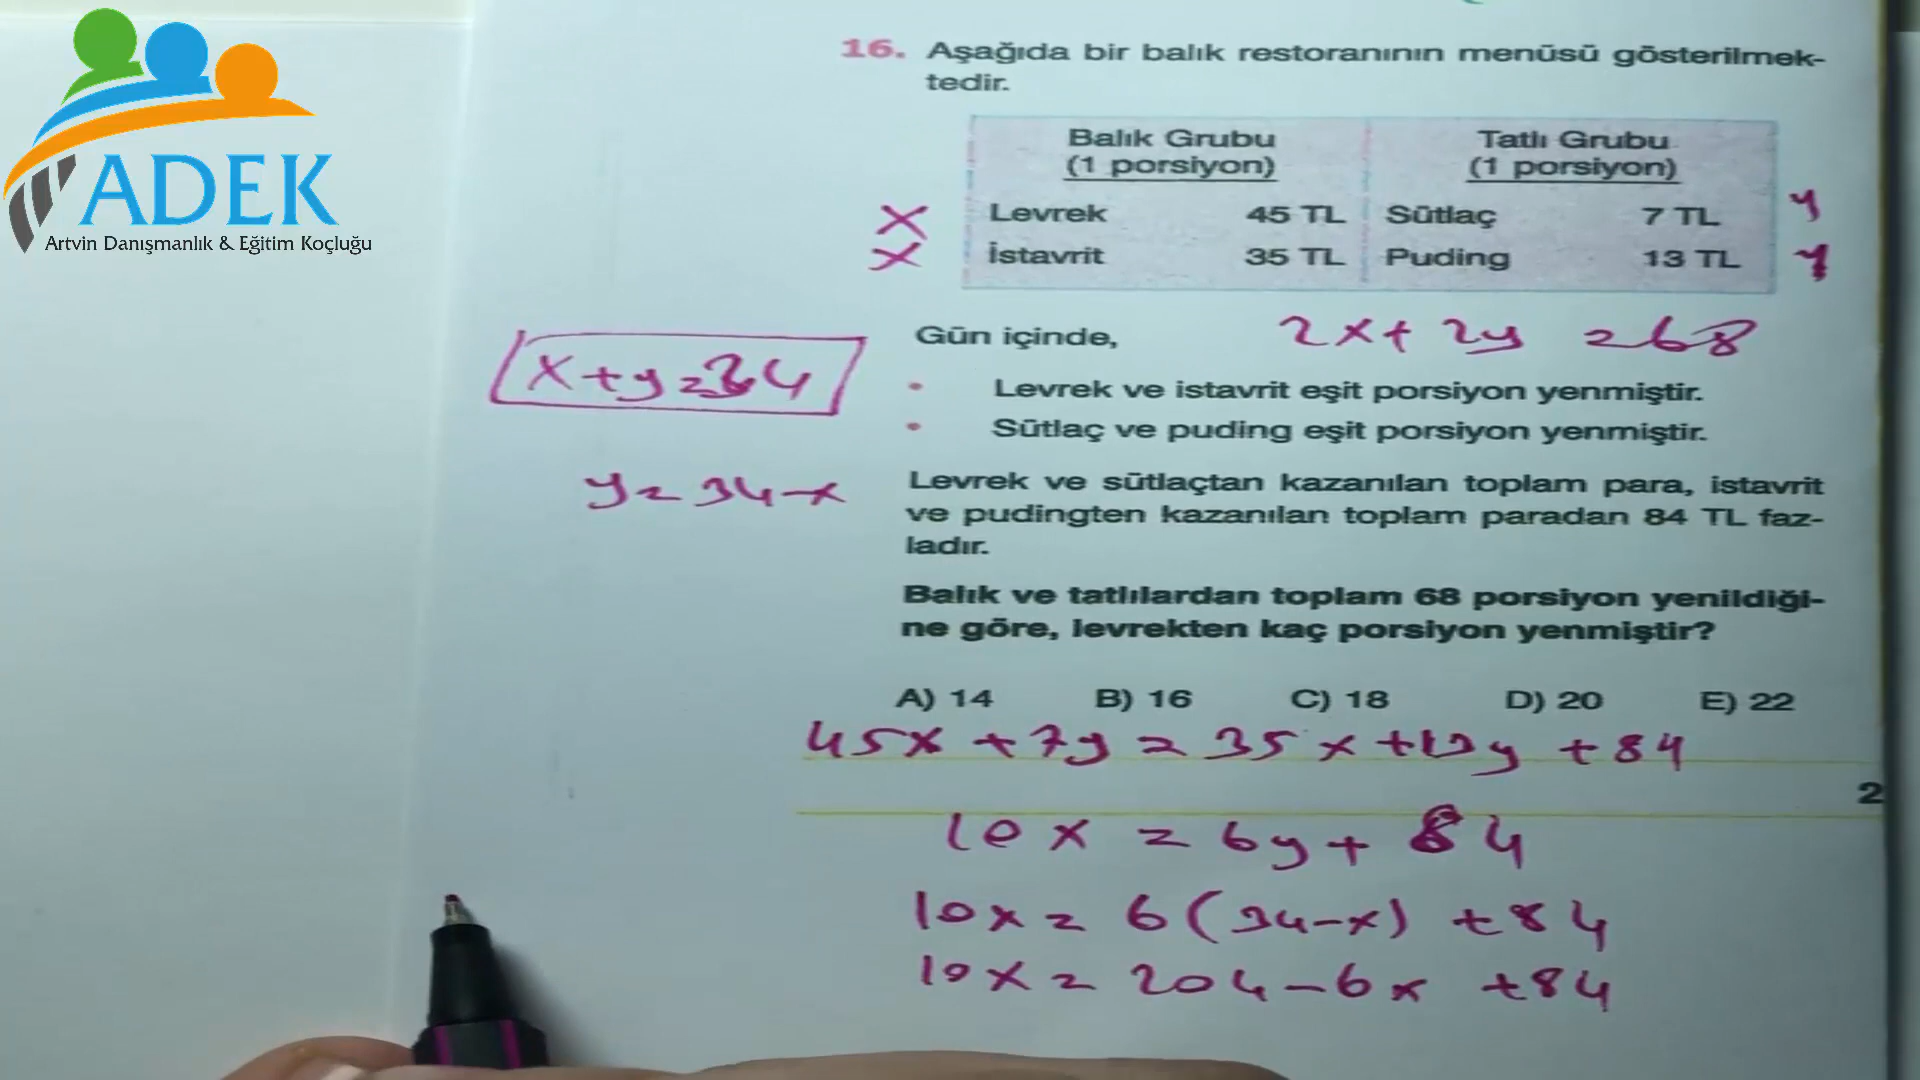 ADEK
Artvin Danışmanlık & Eğitim Koçluğu
16. Aşağıda bir balık restoranının menüsü gösterilmek-
tedir.
Balık Grubu
(1 porsiyon)
Tatlı Grubu
(1 porsiyon)
x Levrek 45 TL Sütlaç 7 TL y
x İstavrit 35 TL Puding 13 TL y
Gün içinde, 2x + 2y = 68
x + y = 34
• Levrek ve istavrit eşit porsiyon yenmiştir.
• Sütlaç ve puding eşit porsiyon yenmiştir.
y = 34 - x
Levrek ve sütlaçtan kazanılan toplam para, istavrit
ve pudingten kazanılan toplam paradan 84 TL faz-
ladır.
Balık ve tatlılardan toplam 68 porsiyon yenildiği-
ne göre, levrekten kaç porsiyon yenmiştir?
A) 14 B) 16 C) 18 D) 20 E) 22
45x + 7y = 35x + 13y + 84
2
10x = 6y + 84
10x = 6(34-x) + 84
10x = 204 - 6x + 84